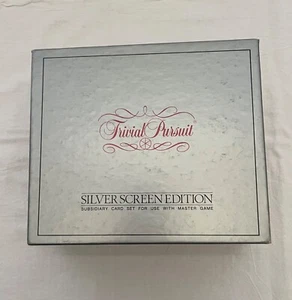 Trivial Pursuit®
SILVER SCREEN EDITION
SUBSIDIARY CARD SET FOR USE WITH MASTER GAME